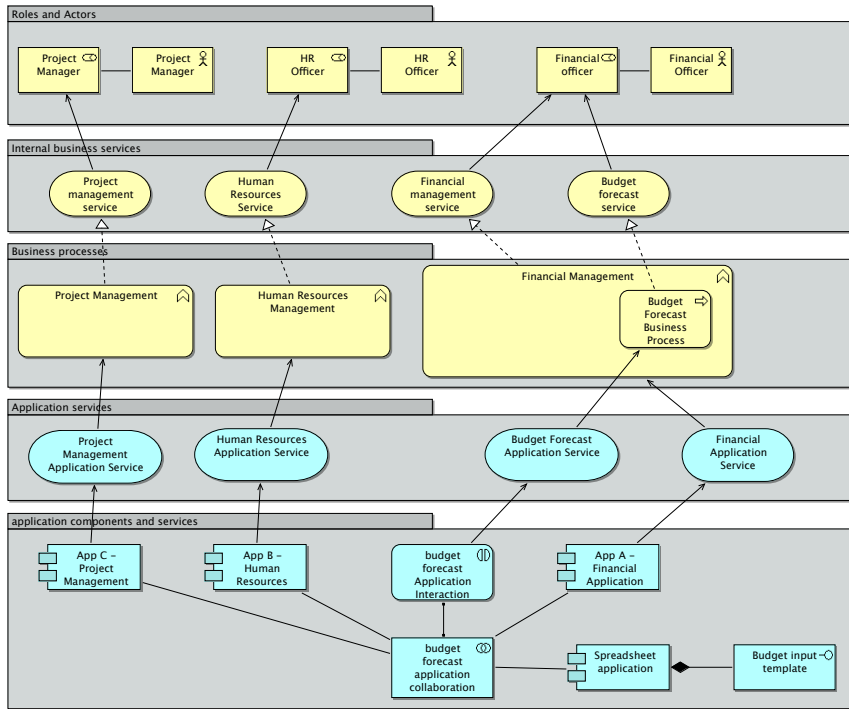 Roles and Actors
Project
Manager
Project
Manager
HR
Officer
HR
Officer
Financial
officer
Financial
Officer
Internal business services
Project
management
service
Human
Resources
Service
Financial
management
service
Budget
forecast
service
Business processes
Project Management
Human Resources
Management
Financial Management
Budget
Forecast
Business
Process
Application services
Project
Management
Application Service
Human Resources
Application Service
Budget Forecast
Application Service
Financial
Application
Service
application components and services
App C –
Project
Management
App B –
Human
Resources
budget
forecast
Application
Interaction
App A –
Financial
Application
budget
forecast
application
collaboration
Spreadsheet
application
Budget input
template